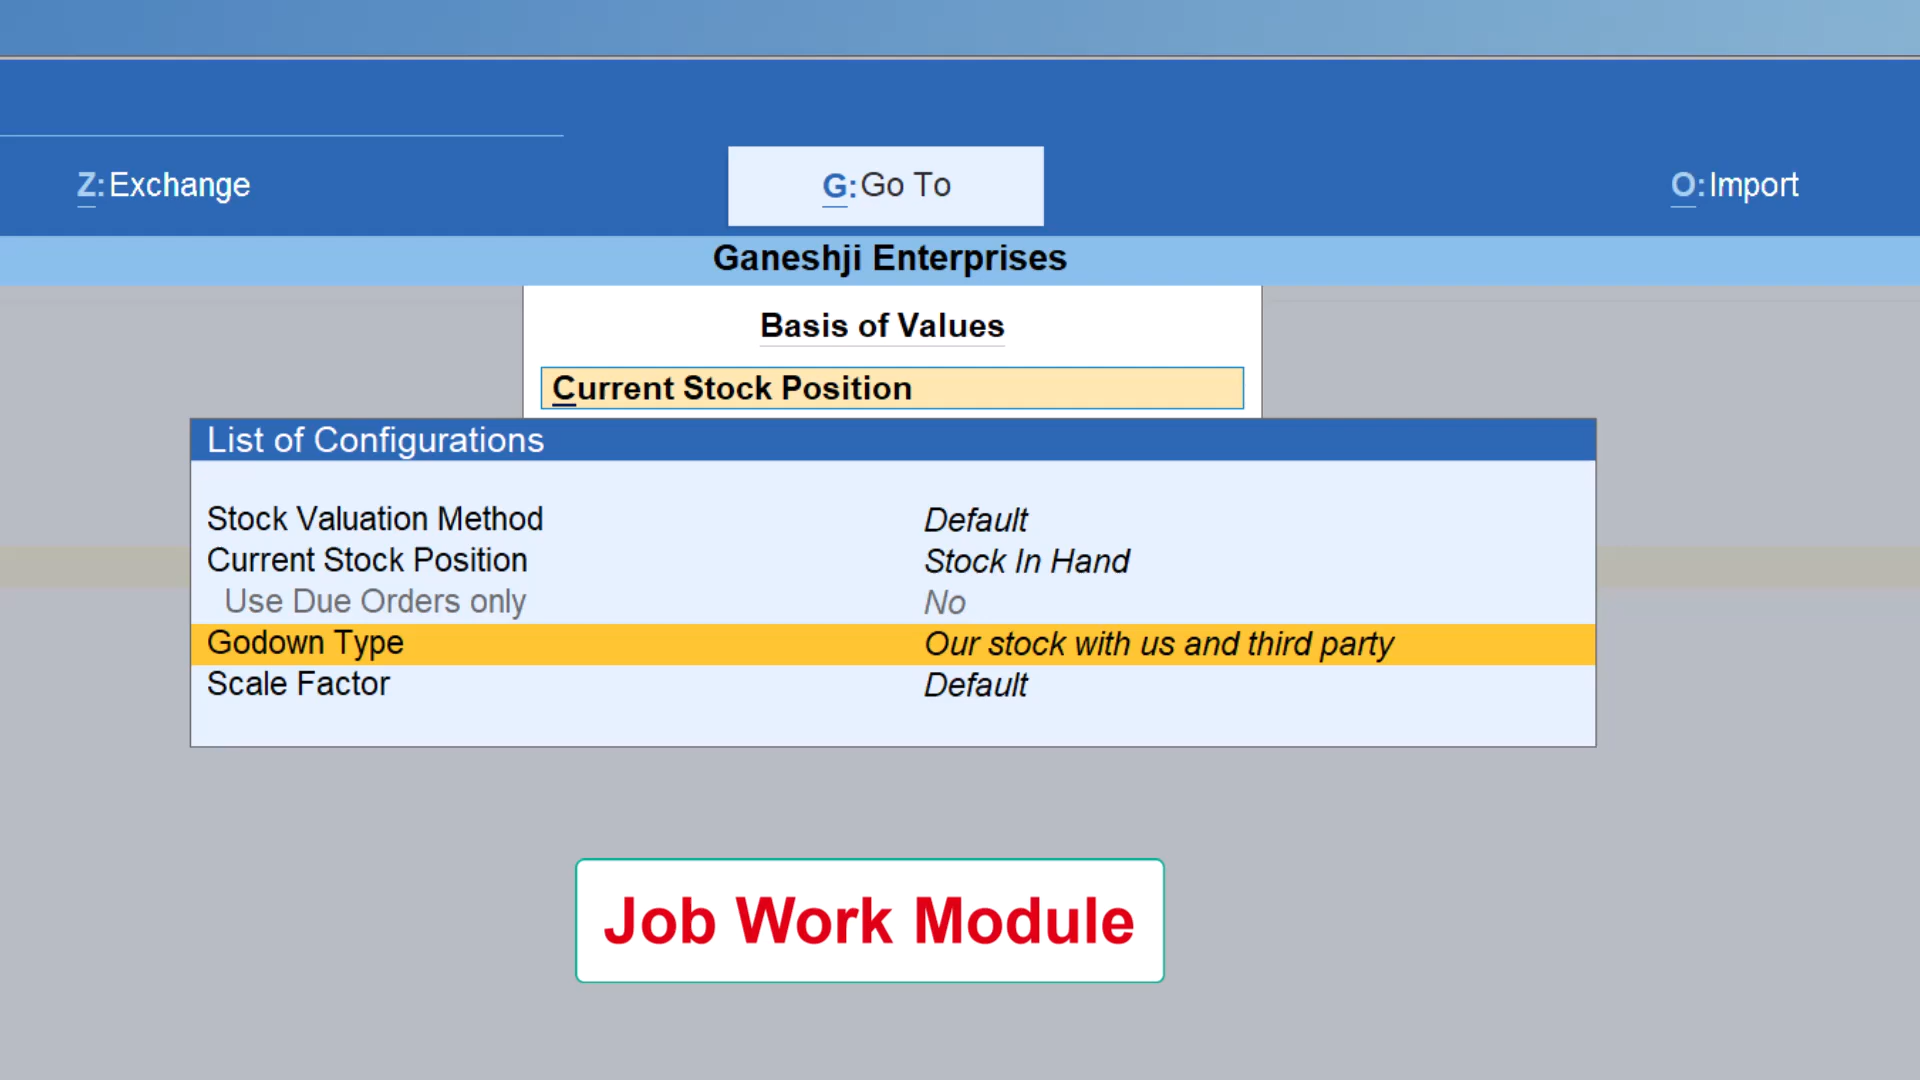 Z:Exchange G:Go To O:Import
Ganeshji Enterprises
Basis of Values
Current Stock Position
List of Configurations
Stock Valuation Method Default
Current Stock Position Stock In Hand
Use Due Orders only No
Godown Type Our stock with us and third party
Scale Factor Default
Job Work Module